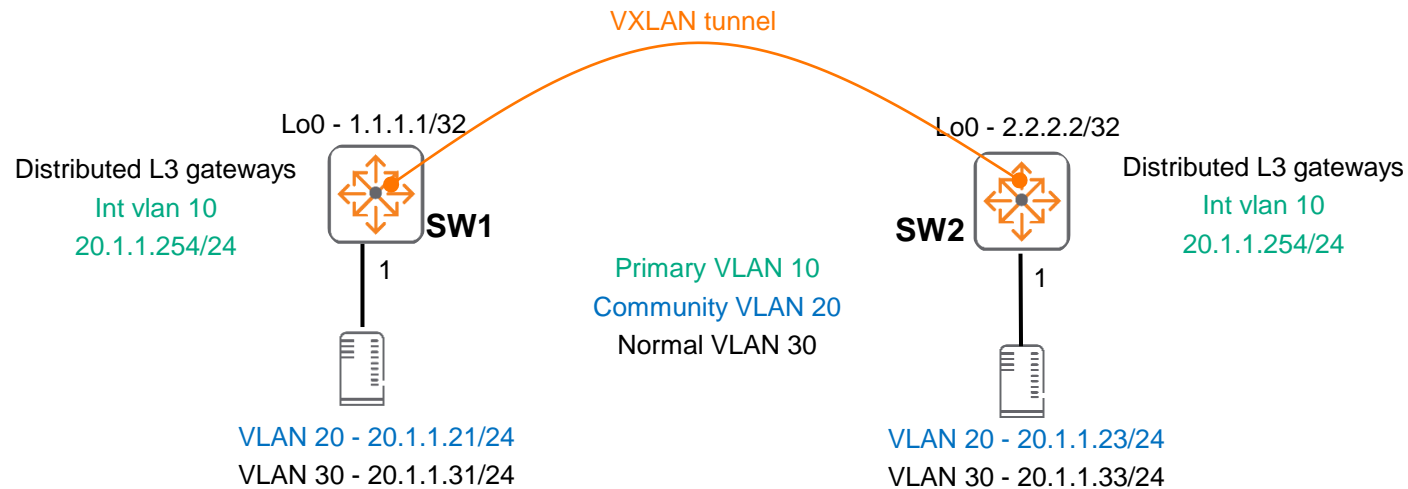 VXLAN tunnel
Lo0 - 1.1.1.1/32
Lo0 - 2.2.2.2/32
Distributed L3 gateways
Int vlan 10
20.1.1.254/24
SW1
SW2
Distributed L3 gateways
Int vlan 10
20.1.1.254/24
1
1
Primary VLAN 10
Community VLAN 20
Normal VLAN 30
VLAN 20 - 20.1.1.21/24
VLAN 30 - 20.1.1.31/24
VLAN 20 - 20.1.1.23/24
VLAN 30 - 20.1.1.33/24